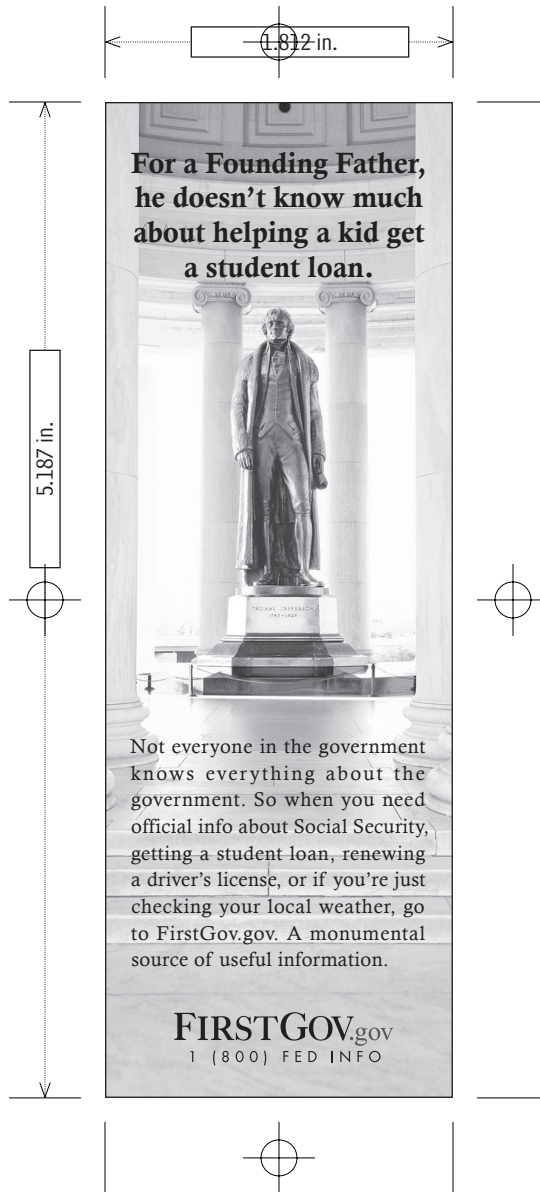 1.812 in.
For a Founding Father,
he doesn’t know much
about helping a kid get
a student loan.
5.187 in.
THOMAS JEFFERSON
1743–1826
Not everyone in the government
knows everything about the
government. So when you need
official info about Social Security,
getting a student loan, renewing
a driver’s license, or if you’re just
checking your local weather, go
to FirstGov.gov. A monumental
source of useful information.
FIRSTGOV.gov
1 (800) FED INFO